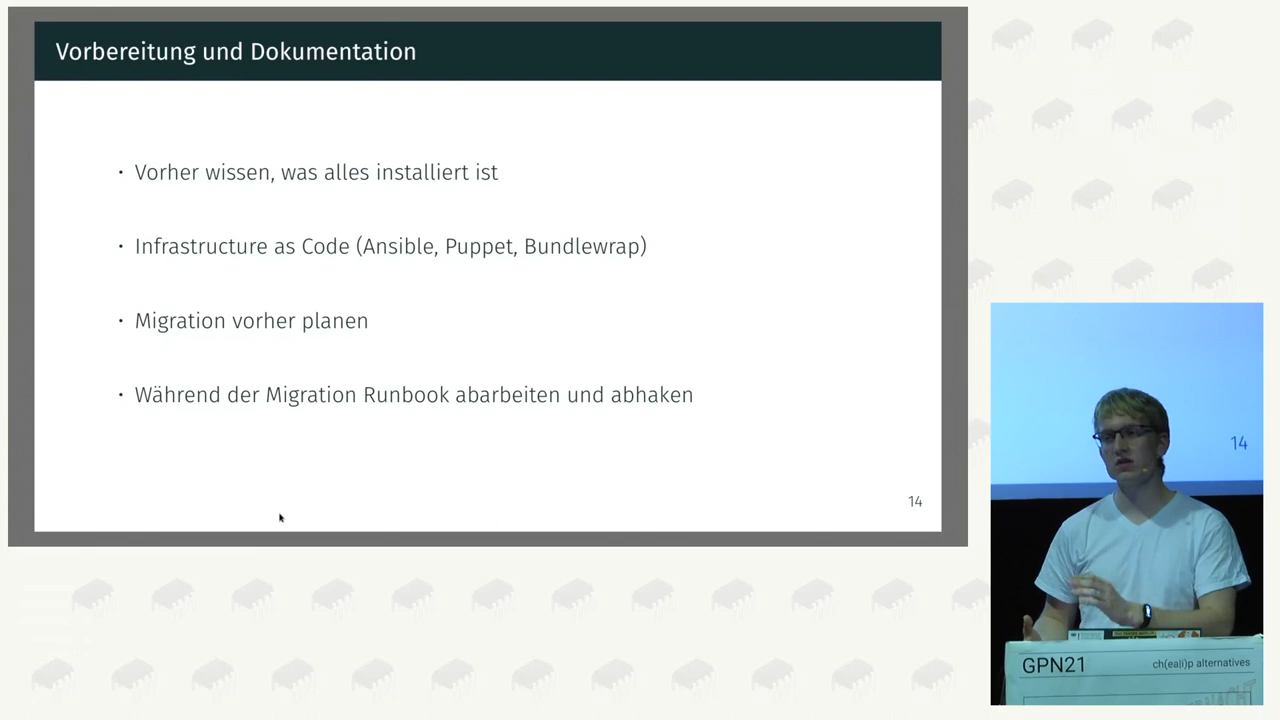 Vorbereitung und Dokumentation
• Vorher wissen, was alles installiert ist
• Infrastructure as Code (Ansible, Puppet, Bundlewrap)
• Migration vorher planen
• Während der Migration Runbook abarbeiten und abhaken
14
14
GPN21
ch(ea|i)p alternatives